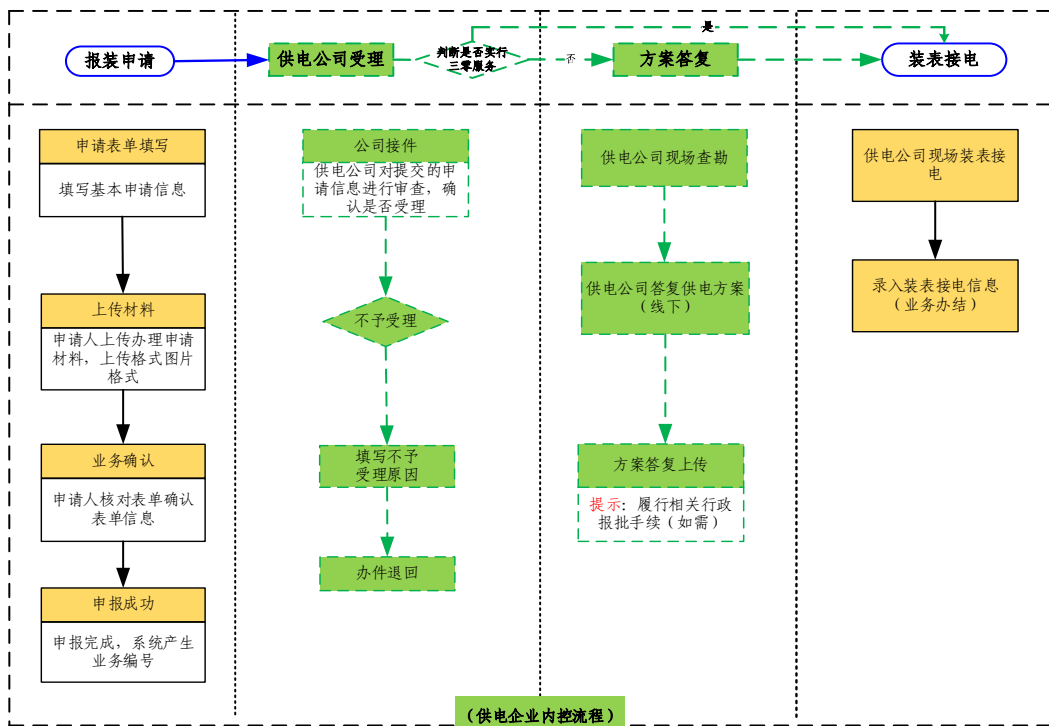 报装申请
供电公司受理
判断是否实行
三零服务
是
否
方案答复
装表接电
申请表单填写
填写基本申请信息
上传材料
申请人上传办理申请
材料，上传格式图片
格式
业务确认
申请人核对表单确认
表单信息
申报成功
申报完成，系统产生
业务编号
公司接件
供电公司对提交的申
请信息进行审查，确
认是否受理
不予受理
填写不予
受理原因
办件退回
供电公司现场查勘
供电公司答复供电方案
（线下）
方案答复上传
提示：履行相关行政
报批手续（如需）
供电公司现场装表接
电
录入装表接电信息
（业务办结）
（供电企业内控流程）